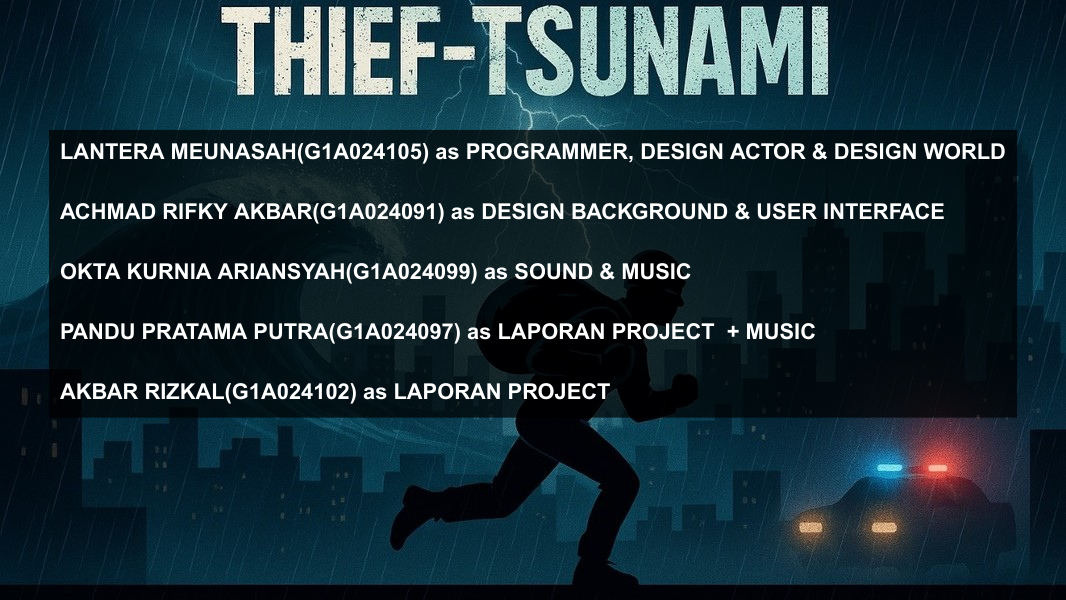 THIEF-TSUNAMI
LANTERA MEUNASAH(G1A024105) as PROGRAMMER, DESIGN ACTOR & DESIGN WORLD
ACHMAD RIFKY AKBAR(G1A024091) as DESIGN BACKGROUND & USER INTERFACE
OKTA KURNIA ARIANSYAH(G1A024099) as SOUND & MUSIC
PANDU PRATAMA PUTRA(G1A024097) as LAPORAN PROJECT  + MUSIC
AKBAR RIZKAL(G1A024102) as LAPORAN PROJECT